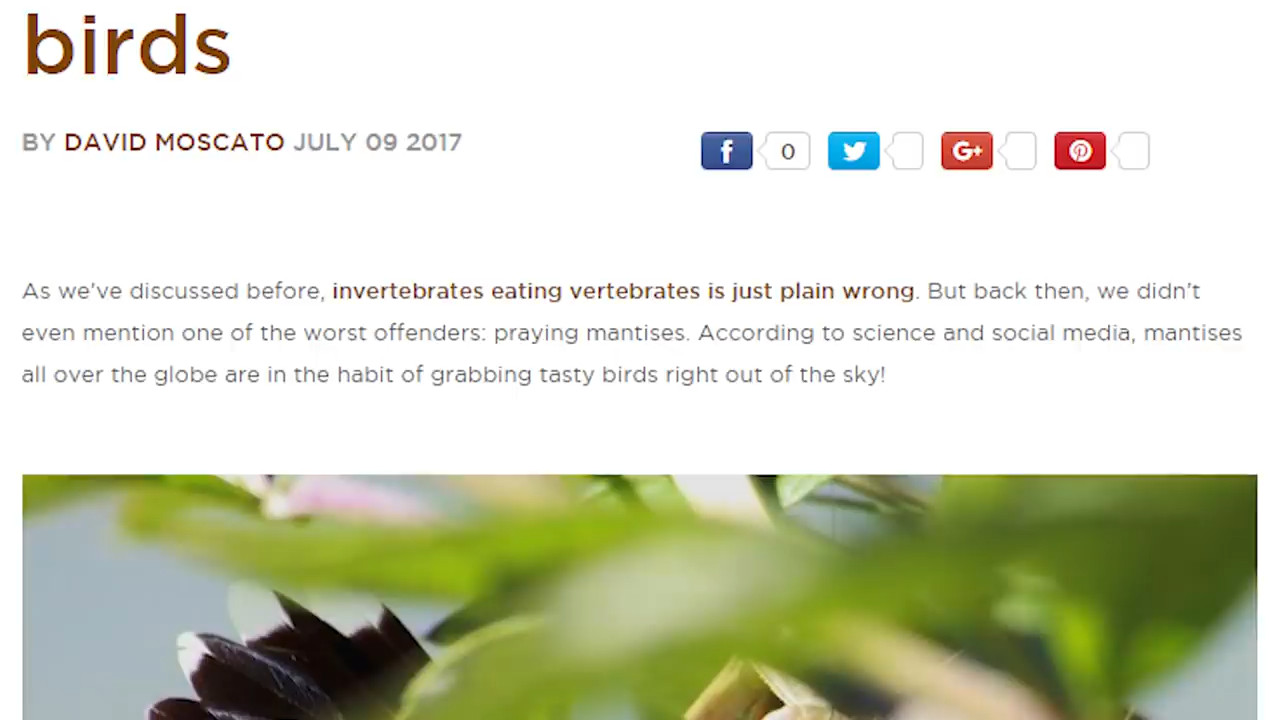 birds
BY DAVID MOSCATO JULY 09 2017
f 0 G+
As we've discussed before, invertebrates eating vertebrates is just plain wrong. But back then, we didn't
even mention one of the worst offenders: praying mantises. According to science and social media, mantises
all over the globe are in the habit of grabbing tasty birds right out of the sky!